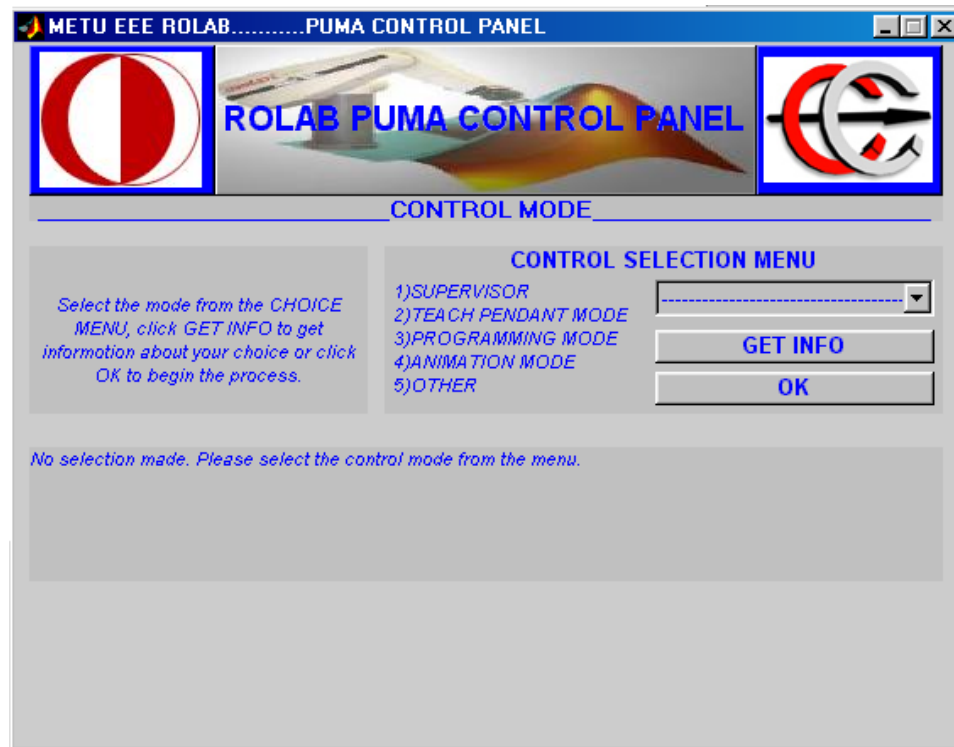 METU EEE ROLAB...........PUMA CONTROL PANEL
ROLAB PUMA CONTROL PANEL
CONTROL MODE
Select the mode from the CHOICE
MENU, click GET INFO to get
information about your choice or click
OK to begin the process.
CONTROL SELECTION MENU
1)SUPERVISOR
2)TEACH PENDANT MODE
3)PROGRAMMING MODE
4)ANIMATION MODE
5)OTHER
GET INFO
OK
No selection made. Please select the control mode from the menu.